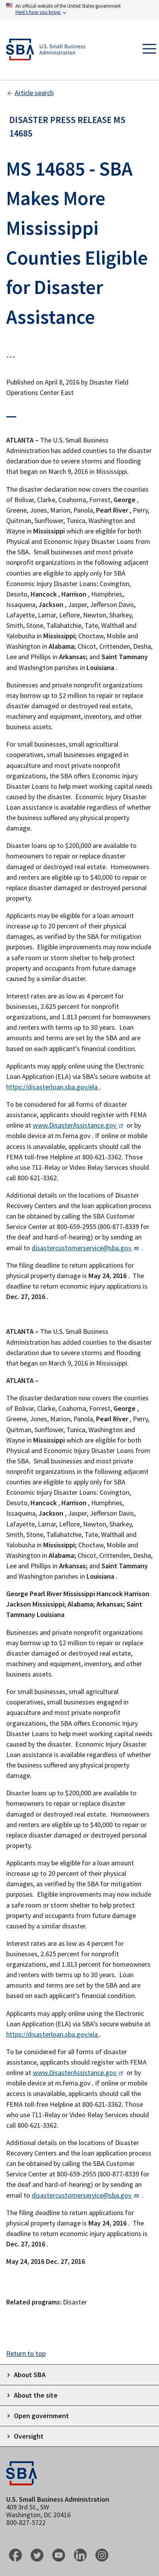 An official website of the United States government
Here's how you know
U.S. Small Business
Administration
Article search
DISASTER PRESS RELEASE MS
14685
MS 14685 - SBA
Makes More
Mississippi
Counties Eligible
for Disaster
Assistance
---
Published on April 8, 2016 by Disaster Field
Operations Center East
ATLANTA – The U.S. Small Business
Administration has added counties to the disaster
declaration for severe storms and flooding that
began on March 9, 2016 in Mississippi.
The disaster declaration now covers the counties
of Bolivar, Clarke, Coahoma, Forrest, George ,
Greene, Jones, Marion, Panola, Pearl River , Perry,
Quitman, Sunflower, Tunica, Washington and
Wayne in Mississippi which are eligible for both
Physical and Economic Injury Disaster Loans from
the SBA. Small businesses and most private
nonprofit organizations in the following adjacent
counties are eligible to apply only for SBA
Economic Injury Disaster Loans: Covington,
Desoto, Hancock , Harrison , Humphries,
Issaquena, Jackson , Jasper, Jefferson Davis,
Lafayette, Lamar, Leflore, Newton, Sharkey,
Smith, Stone, Tallahatchie, Tate, Walthall and
Yalobusha in Mississippi; Choctaw, Mobile and
Washington in Alabama; Chicot, Crittenden, Desha,
Lee and Phillips in Arkansas; and Saint Tammany
and Washington parishes in Louisiana .
Businesses and private nonprofit organizations
may borrow up to $2 million to repair or replace
disaster damaged or destroyed real estate,
machinery and equipment, inventory, and other
business assets.
For small businesses, small agricultural
cooperatives, small businesses engaged in
aquaculture and most private nonprofit
organizations, the SBA offers Economic Injury
Disaster Loans to help meet working capital needs
caused by the disaster. Economic Injury Disaster
Loan assistance is available regardless of whether
the business suffered any physical property
damage.
Disaster loans up to $200,000 are available to
homeowners to repair or replace disaster
damaged or destroyed real estate. Homeowners
and renters are eligible up to $40,000 to repair or
replace disaster damaged or destroyed personal
property.
Applicants may be eligible for a loan amount
increase up to 20 percent of their physical
damages, as verified by the SBA for mitigation
purposes. Eligible mitigation improvements may
now include a safe room or storm shelter to help
protect property and occupants from future
damage caused by a similar disaster.
Interest rates are as low as 4 percent for
businesses, 2.625 percent for nonprofit
organizations, and 1.813 percent for homeowners
and renters with terms up to 30 years. Loan
amounts and terms are set by the SBA and are
based on each applicant's financial condition.
Applicants may apply online using the Electronic
Loan Application (ELA) via SBA's secure website at
https://disasterloan.sba.gov/ela .
To be considered for all forms of disaster
assistance, applicants should register with FEMA
online at www.DisasterAssistance.gov or by
mobile device at m.fema.gov . If online or mobile
access is unavailable, applicants should call the
FEMA toll-free Helpline at 800-621-3362. Those
who use 711-Relay or Video Relay Services should
call 800-621-3362.
Additional details on the locations of Disaster
Recovery Centers and the loan application process
can be obtained by calling the SBA Customer
Service Center at 800-659-2955 (800-877-8339 for
the deaf and hard-of-hearing) or by sending an
email to disastercustomerservice@sba.gov .
The filing deadline to return applications for
physical property damage is May 24, 2016 . The
deadline to return economic injury applications is
Dec. 27, 2016 .
ATLANTA –
ATLANTA – The U.S. Small Business
Administration has added counties to the disaster
declaration for severe storms and flooding that
began on March 9, 2016 in Mississippi.
ATLANTA –
The disaster declaration now covers the counties
of Bolivar, Clarke, Coahoma, Forrest, George ,
Greene, Jones, Marion, Panola, Pearl River , Perry,
Quitman, Sunflower, Tunica, Washington and
Wayne in Mississippi which are eligible for both
Physical and Economic Injury Disaster Loans from
the SBA. Small businesses and most private
nonprofit organizations in the following adjacent
counties are eligible to apply only for SBA
Economic Injury Disaster Loans: Covington,
Desoto, Hancock , Harrison , Humphries,
Issaquena, Jackson , Jasper, Jefferson Davis,
Lafayette, Lamar, Leflore, Newton, Sharkey,
Smith, Stone, Tallahatchie, Tate, Walthall and
Yalobusha in Mississippi; Choctaw, Mobile and
Washington in Alabama; Chicot, Crittenden, Desha,
Lee and Phillips in Arkansas; and Saint Tammany
and Washington parishes in Louisiana .
George Pearl River Mississippi Hancock Harrison
Jackson Mississippi; Alabama; Arkansas; Saint
Tammany Louisiana
Businesses and private nonprofit organizations
may borrow up to $2 million to repair or replace
disaster damaged or destroyed real estate,
machinery and equipment, inventory, and other
business assets.
For small businesses, small agricultural
cooperatives, small businesses engaged in
aquaculture and most private nonprofit
organizations, the SBA offers Economic Injury
Disaster Loans to help meet working capital needs
caused by the disaster. Economic Injury Disaster
Loan assistance is available regardless of whether
the business suffered any physical property
damage.
Disaster loans up to $200,000 are available to
homeowners to repair or replace disaster
damaged or destroyed real estate. Homeowners
and renters are eligible up to $40,000 to repair or
replace disaster damaged or destroyed personal
property.
Applicants may be eligible for a loan amount
increase up to 20 percent of their physical
damages, as verified by the SBA for mitigation
purposes. Eligible mitigation improvements may
now include a safe room or storm shelter to help
protect property and occupants from future
damage caused by a similar disaster.
Interest rates are as low as 4 percent for
businesses, 2.625 percent for nonprofit
organizations, and 1.813 percent for homeowners
and renters with terms up to 30 years. Loan
amounts and terms are set by the SBA and are
based on each applicant's financial condition.
Applicants may apply online using the Electronic
Loan Application (ELA) via SBA's secure website at
https://disasterloan.sba.gov/ela .
To be considered for all forms of disaster
assistance, applicants should register with FEMA
online at www.DisasterAssistance.gov or by
mobile device at m.fema.gov . If online or mobile
access is unavailable, applicants should call the
FEMA toll-free Helpline at 800-621-3362. Those
who use 711-Relay or Video Relay Services should
call 800-621-3362.
Additional details on the locations of Disaster
Recovery Centers and the loan application process
can be obtained by calling the SBA Customer
Service Center at 800-659-2955 (800-877-8339 for
the deaf and hard-of-hearing) or by sending an
email to disastercustomerservice@sba.gov .
The filing deadline to return applications for
physical property damage is May 24, 2016 . The
deadline to return economic injury applications is
Dec. 27, 2016 .
May 24, 2016 Dec. 27, 2016
Related programs: Disaster
Return to top
About SBA
About the site
Open government
Oversight
SBA
U.S. Small Business Administration
409 3rd St., SW
Washington, DC 20416
800-827-5722